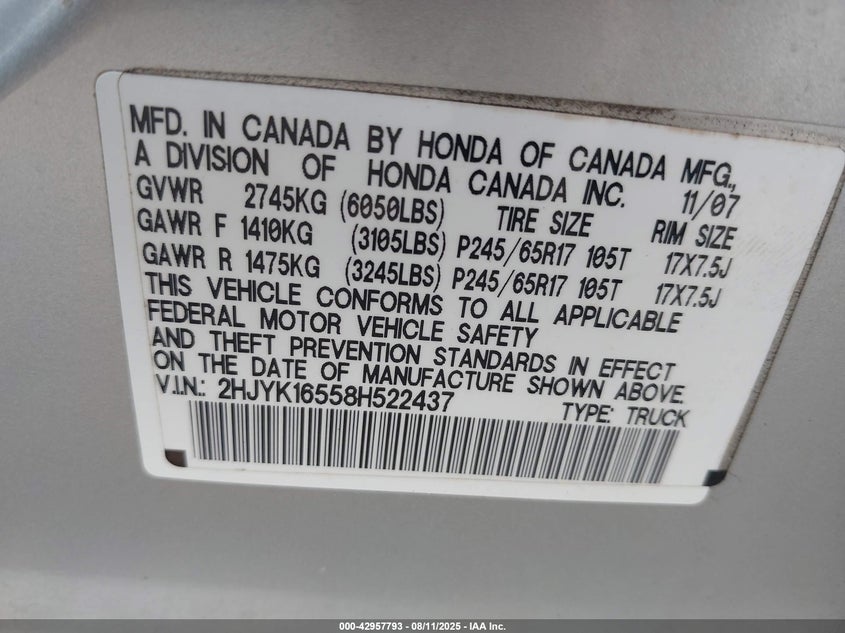 MFD. IN CANADA BY HONDA OF CANADA MFG.,
A DIVISION OF HONDA CANADA INC. 11/07
GVWR 2745KG (6050LBS) TIRE SIZE RIM SIZE
GAWR F 1410KG (3105LBS) P245/65R17 105T 17X7.5J
GAWR R 1475KG (3245LBS) P245/65R17 105T 17X7.5J
THIS VEHICLE CONFORMS TO ALL APPLICABLE
FEDERAL MOTOR VEHICLE SAFETY
AND THEFT PREVENTION STANDARDS IN EFFECT
ON THE DATE OF MANUFACTURE SHOWN ABOVE.
V.I.N.: 2HJYK16558H522437 TYPE: TRUCK
000-42957793 - 08/11/2025 - IAA Inc.